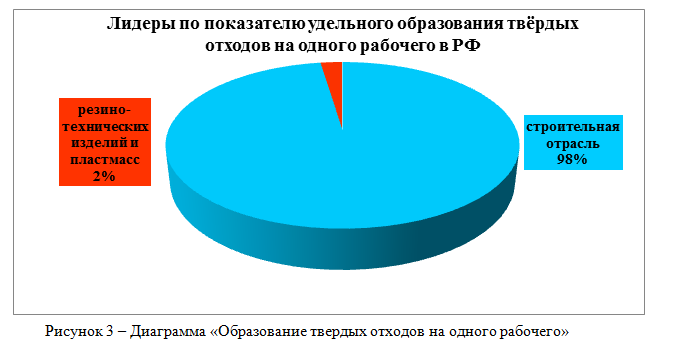 Лидеры по показателю удельного образования твёрдых
отходов на одного рабочего в РФ
резино-
технических
изделий и
пластмасс
2%
строительная
отрасль
98%
Рисунок 3 – Диаграмма «Образование твердых отходов на одного рабочего»